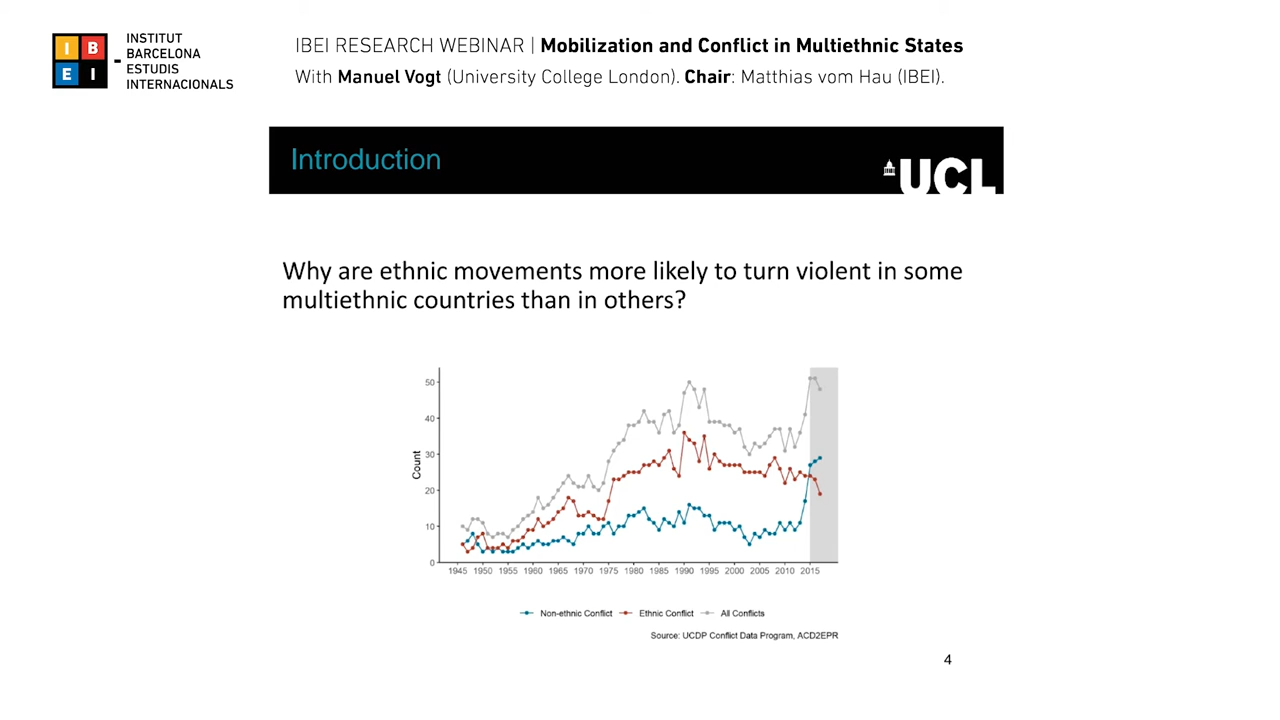 I B
E I
-
INSTITUT
BARCELONA
ESTUDIS
INTERNACIONALS
IBEI RESEARCH WEBINAR | Mobilization and Conflict in Multiethnic States
With Manuel Vogt (University College London). Chair: Matthias vom Hau (IBEI).
Introduction
UCL
Why are ethnic movements more likely to turn violent in some
multiethnic countries than in others?
50
40
30
20
10
0
Count
1945 1950 1955 1960 1965 1970 1975 1980 1985 1990 1995 2000 2005 2010 2015
Non-ethnic Conflict Ethnic Conflict All Conflicts
Source: UCDP Conflict Data Program, ACD2EPR
4